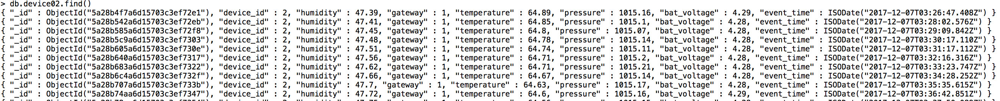 > db.device02.find()
{ "_id" : ObjectId("5a28b4f7a6d15703c3ef72e1"), "device_id" : 2, "humidity" : 47.39, "gateway" : 1, "temperature" : 64.89, "pressure" : 1015.16, "bat_voltage" : 4.29, "event_time" : ISODate("2017-12-07T03:26:47.408Z") }
{ "_id" : ObjectId("5a28b542a6d15703c3ef72eb"), "device_id" : 2, "humidity" : 47.41, "gateway" : 1, "temperature" : 64.85, "pressure" : 1015.1, "bat_voltage" : 4.28, "event_time" : ISODate("2017-12-07T03:28:02.576Z") }
{ "_id" : ObjectId("5a28b585a6d15703c3ef72f8"), "device_id" : 2, "humidity" : 47.45, "gateway" : 1, "temperature" : 64.8, "pressure" : 1015.07, "bat_voltage" : 4.28, "event_time" : ISODate("2017-12-07T03:29:09.842Z") }
{ "_id" : ObjectId("5a28b5c9a6d15703c3ef7303"), "device_id" : 2, "humidity" : 47.48, "gateway" : 1, "temperature" : 64.78, "pressure" : 1015.14, "bat_voltage" : 4.28, "event_time" : ISODate("2017-12-07T03:30:17.110Z") }
{ "_id" : ObjectId("5a28b605a6d15703c3ef730e"), "device_id" : 2, "humidity" : 47.51, "gateway" : 1, "temperature" : 64.74, "pressure" : 1015.11, "bat_voltage" : 4.28, "event_time" : ISODate("2017-12-07T03:31:17.112Z") }
{ "_id" : ObjectId("5a28b640a6d15703c3ef7317"), "device_id" : 2, "humidity" : 47.56, "gateway" : 1, "temperature" : 64.71, "pressure" : 1015.2, "bat_voltage" : 4.28, "event_time" : ISODate("2017-12-07T03:32:16.316Z") }
{ "_id" : ObjectId("5a28b683a6d15703c3ef7322"), "device_id" : 2, "humidity" : 47.62, "gateway" : 1, "temperature" : 64.71, "pressure" : 1015.21, "bat_voltage" : 4.28, "event_time" : ISODate("2017-12-07T03:33:23.747Z") }
{ "_id" : ObjectId("5a28b6c4a6d15703c3ef732f"), "device_id" : 2, "humidity" : 47.66, "gateway" : 1, "temperature" : 64.67, "pressure" : 1015.14, "bat_voltage" : 4.28, "event_time" : ISODate("2017-12-07T03:34:28.252Z") }
{ "_id" : ObjectId("5a28b707a6d15703c3ef733b"), "device_id" : 2, "humidity" : 47.7, "gateway" : 1, "temperature" : 64.63, "pressure" : 1015.17, "bat_voltage" : 4.28, "event_time" : ISODate("2017-12-07T03:35:35.615Z") }
{ "_id" : ObjectId("5a28b74aa6d15703c3ef7347"), "device_id" : 2, "humidity" : 47.72, "gateway" : 1, "temperature" : 64.6, "pressure" : 1015.16, "bat_voltage" : 4.29, "event_time" : ISODate("2017-12-07T03:36:42.851Z") }